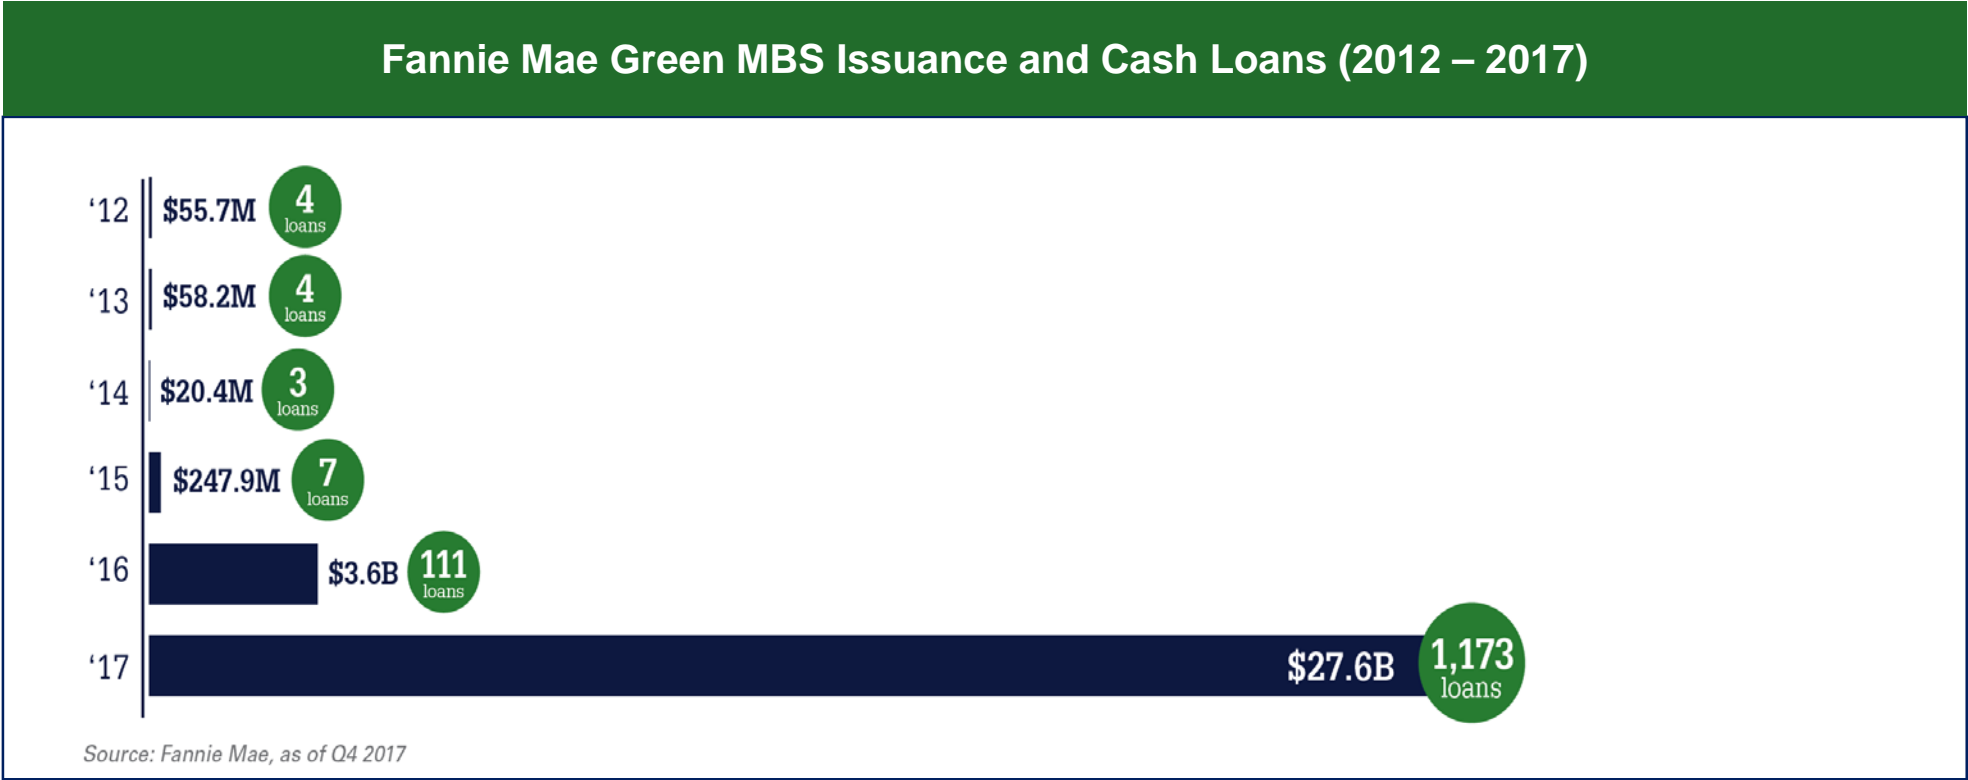 Fannie Mae Green MBS Issuance and Cash Loans (2012 – 2017)
‘12 $55.7M 4 loans
‘13 $58.2M 4 loans
‘14 $20.4M 3 loans
‘15 $247.9M 7 loans
‘16 $3.6B 111 loans
‘17 $27.6B 1,173 loans
Source: Fannie Mae, as of Q4 2017